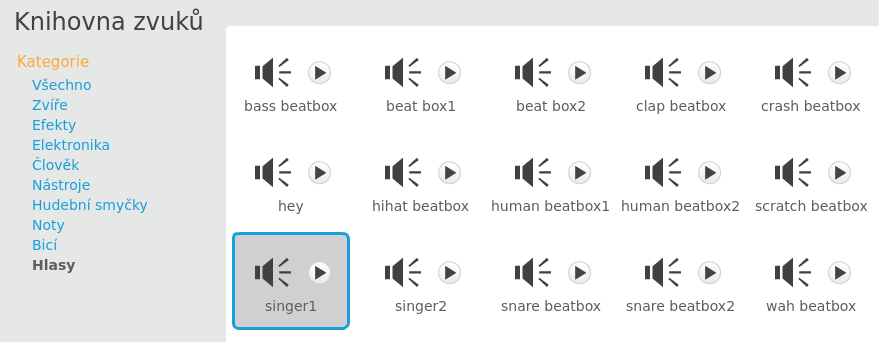 Knihovna zvuků
Kategorie
Všechno
Zvíře
Efekty
Elektronika
Člověk
Nástroje
Hudební smyčky
Noty
Bicí
Hlasy
bass beatbox beat box1 beat box2 clap beatbox crash beatbox
hey hihat beatbox human beatbox1 human beatbox2 scratch beatbox
singer1 singer2 snare beatbox snare beatbox2 wah beatbox